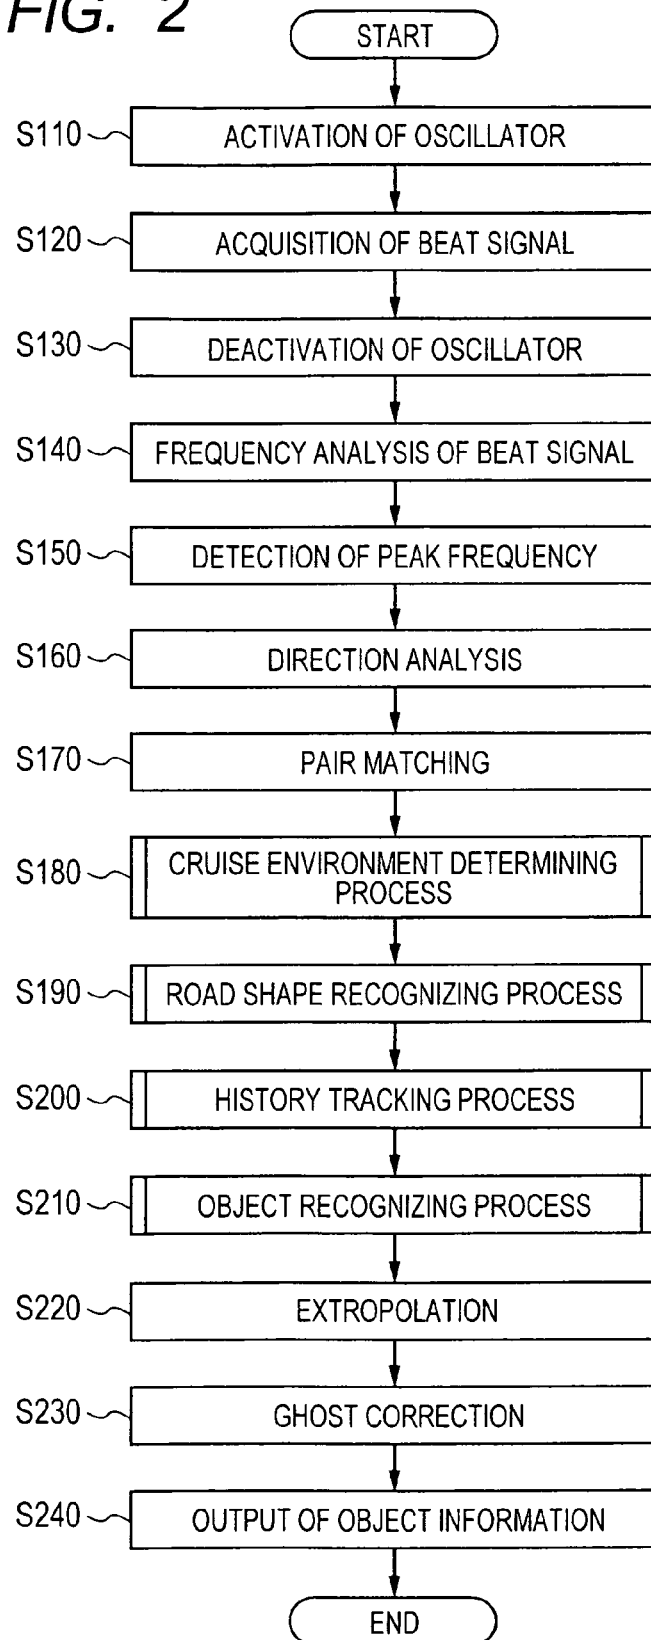 FIG. 2
START
S110 ACTIVATION OF OSCILLATOR
S120 ACQUISITION OF BEAT SIGNAL
S130 DEACTIVATION OF OSCILLATOR
S140 FREQUENCY ANALYSIS OF BEAT SIGNAL
S150 DETECTION OF PEAK FREQUENCY
S160 DIRECTION ANALYSIS
S170 PAIR MATCHING
S180 CRUISE ENVIRONMENT DETERMINING
PROCESS
S190 ROAD SHAPE RECOGNIZING PROCESS
S200 HISTORY TRACKING PROCESS
S210 OBJECT RECOGNIZING PROCESS
S220 EXTROPOLATION
S230 GHOST CORRECTION
S240 OUTPUT OF OBJECT INFORMATION
END